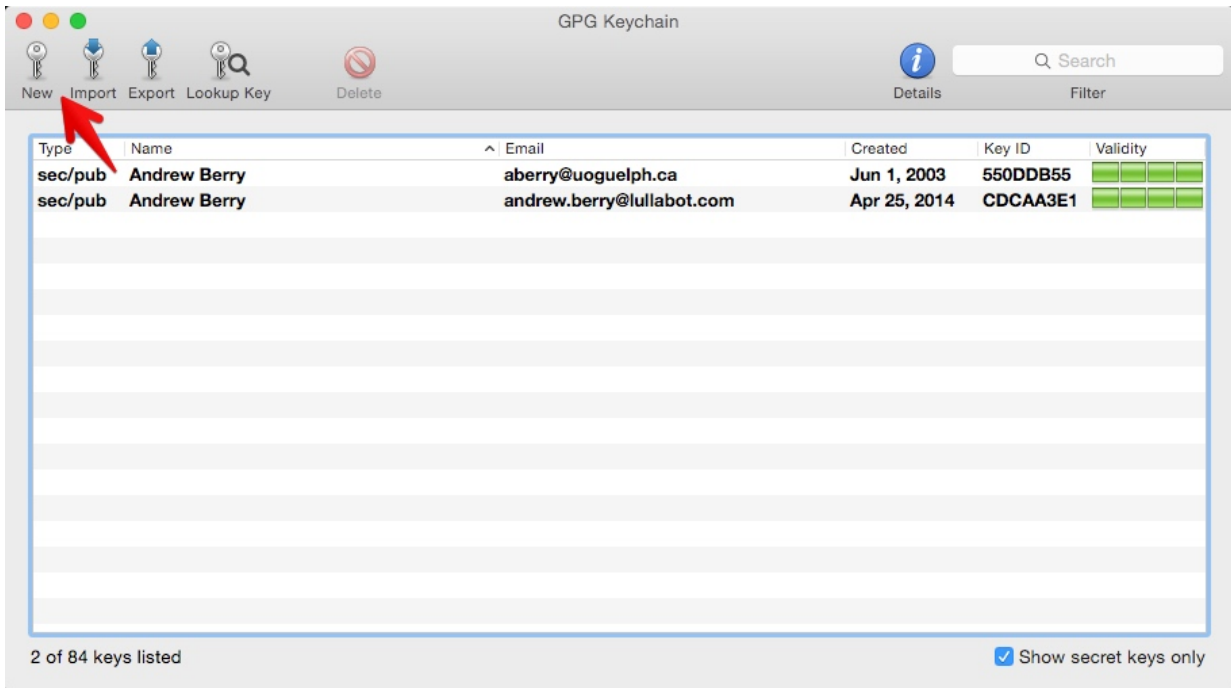 GPG Keychain
New Import Export Lookup Key Delete Details Search Filter
Type Name Email Created Key ID Validity
sec/pub Andrew Berry aberry@uoguelph.ca Jun 1, 2003 550DDB55
sec/pub Andrew Berry andrew.berry@lullabot.com Apr 25, 2014 CDCAA3E1
2 of 84 keys listed Show secret keys only